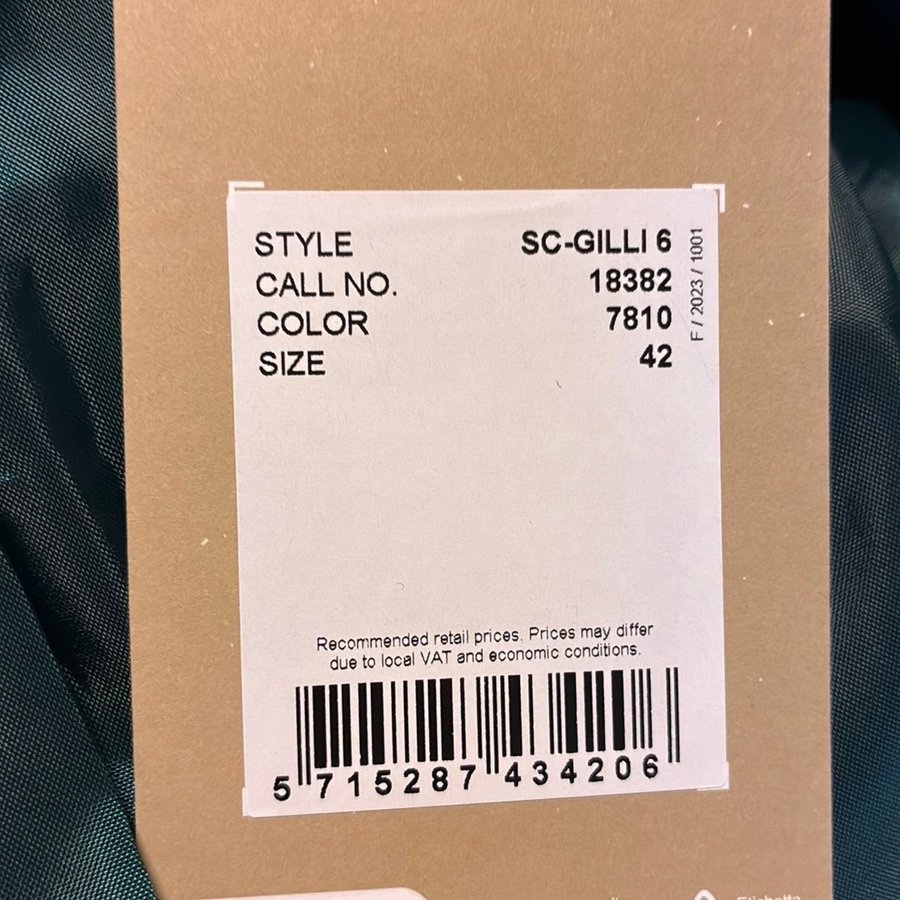 STYLE SC-GILLI 6
CALL NO. 18382
COLOR 7810
SIZE 42
F / 2023 / 1001
Recommended retail prices. Prices may differ
due to local VAT and economic conditions.
5 715287 434206
Etichetta